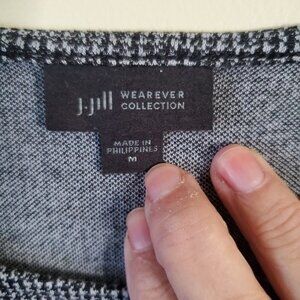 J.Jill WEAREVER
COLLECTION
MADE IN
PHILIPPINES
M